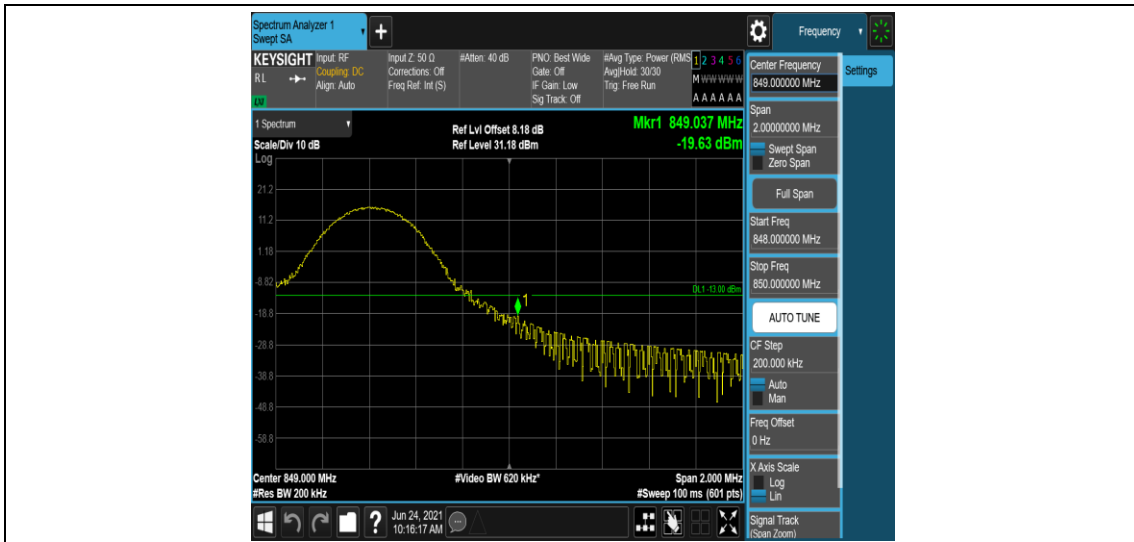 Spectrum Analyzer 1
Swept SA
+
Frequency
KEYSIGHT
RL
LXI
Input: RF
Coupling: DC
Align: Auto
Input Z: 50 Ω
Corrections: Off
Freq Ref: Int (S)
#Atten: 40 dB
PNO: Best Wide
Gate: Off
IF Gain: Low
Sig Track: Off
#Avg Type: Power (RMS
Avg|Hold: 30/30
Trig: Free Run
1 2 3 4 5 6
M W W W W W
A A A A A A
1 Spectrum
Scale/Div 10 dB
Log
Ref Lvl Offset 8.18 dB
Ref Level 31.18 dBm
Mkr1 849.037 MHz
-19.63 dBm
21.2
11.2
1.18
-8.82
-18.8
-28.8
-38.8
-48.8
-58.8
DL1 -13.00 dBm
1
Center 849.000 MHz
#Res BW 200 kHz
#Video BW 620 kHz*
Span 2.000 MHz
#Sweep 100 ms (601 pts)
?
Jun 24, 2021
10:16:17 AM
Center Frequency
849.000000 MHz
Settings
Span
2.00000000 MHz
Swept Span
Zero Span
Full Span
Start Freq
848.000000 MHz
Stop Freq
850.000000 MHz
AUTO TUNE
CF Step
200.000 kHz
Auto
Man
Freq Offset
0 Hz
X Axis Scale
Log
Lin
Signal Track
(Span Zoom)